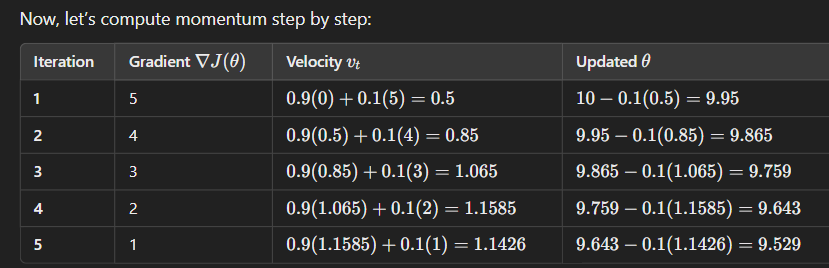 Now, let's compute momentum step by step:
Iteration Gradient ∇J(θ) Velocity vₜ Updated θ
1 5 0.9(0) + 0.1(5) = 0.5 10 − 0.1(0.5) = 9.95
2 4 0.9(0.5) + 0.1(4) = 0.85 9.95 − 0.1(0.85) = 9.865
3 3 0.9(0.85) + 0.1(3) = 1.065 9.865 − 0.1(1.065) = 9.759
4 2 0.9(1.065) + 0.1(2) = 1.1585 9.759 − 0.1(1.1585) = 9.643
5 1 0.9(1.1585) + 0.1(1) = 1.1426 9.643 − 0.1(1.1426) = 9.529